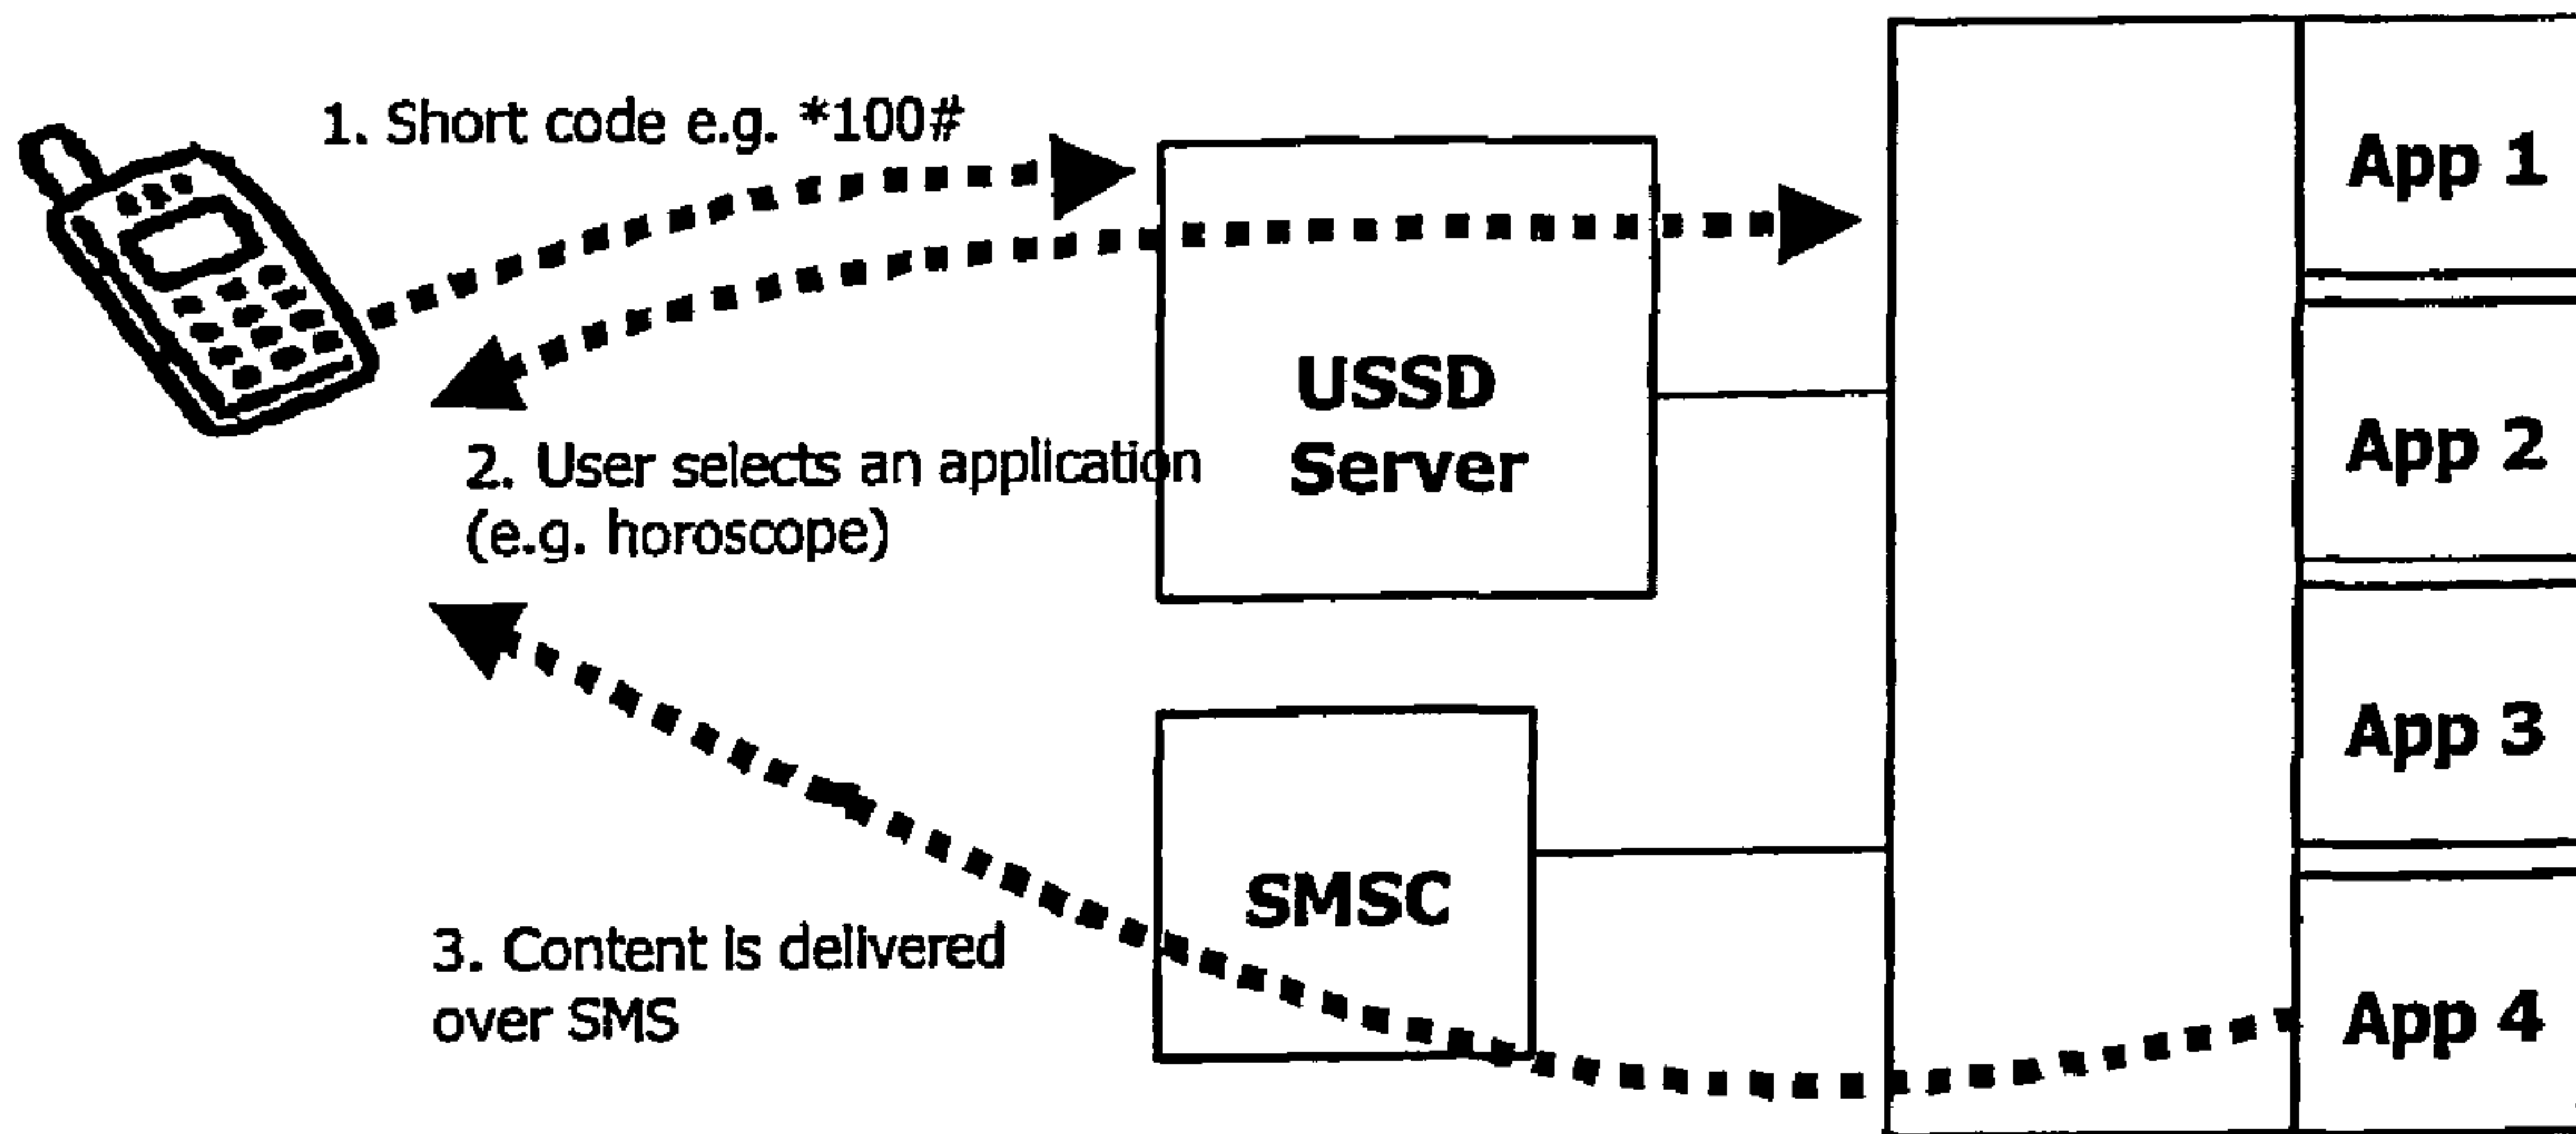 1. Short code e.g. *100#
2. User selects an application
(e.g. horoscope)
3. Content is delivered
over SMS
USSD
Server
SMSC
App 1
App 2
App 3
App 4